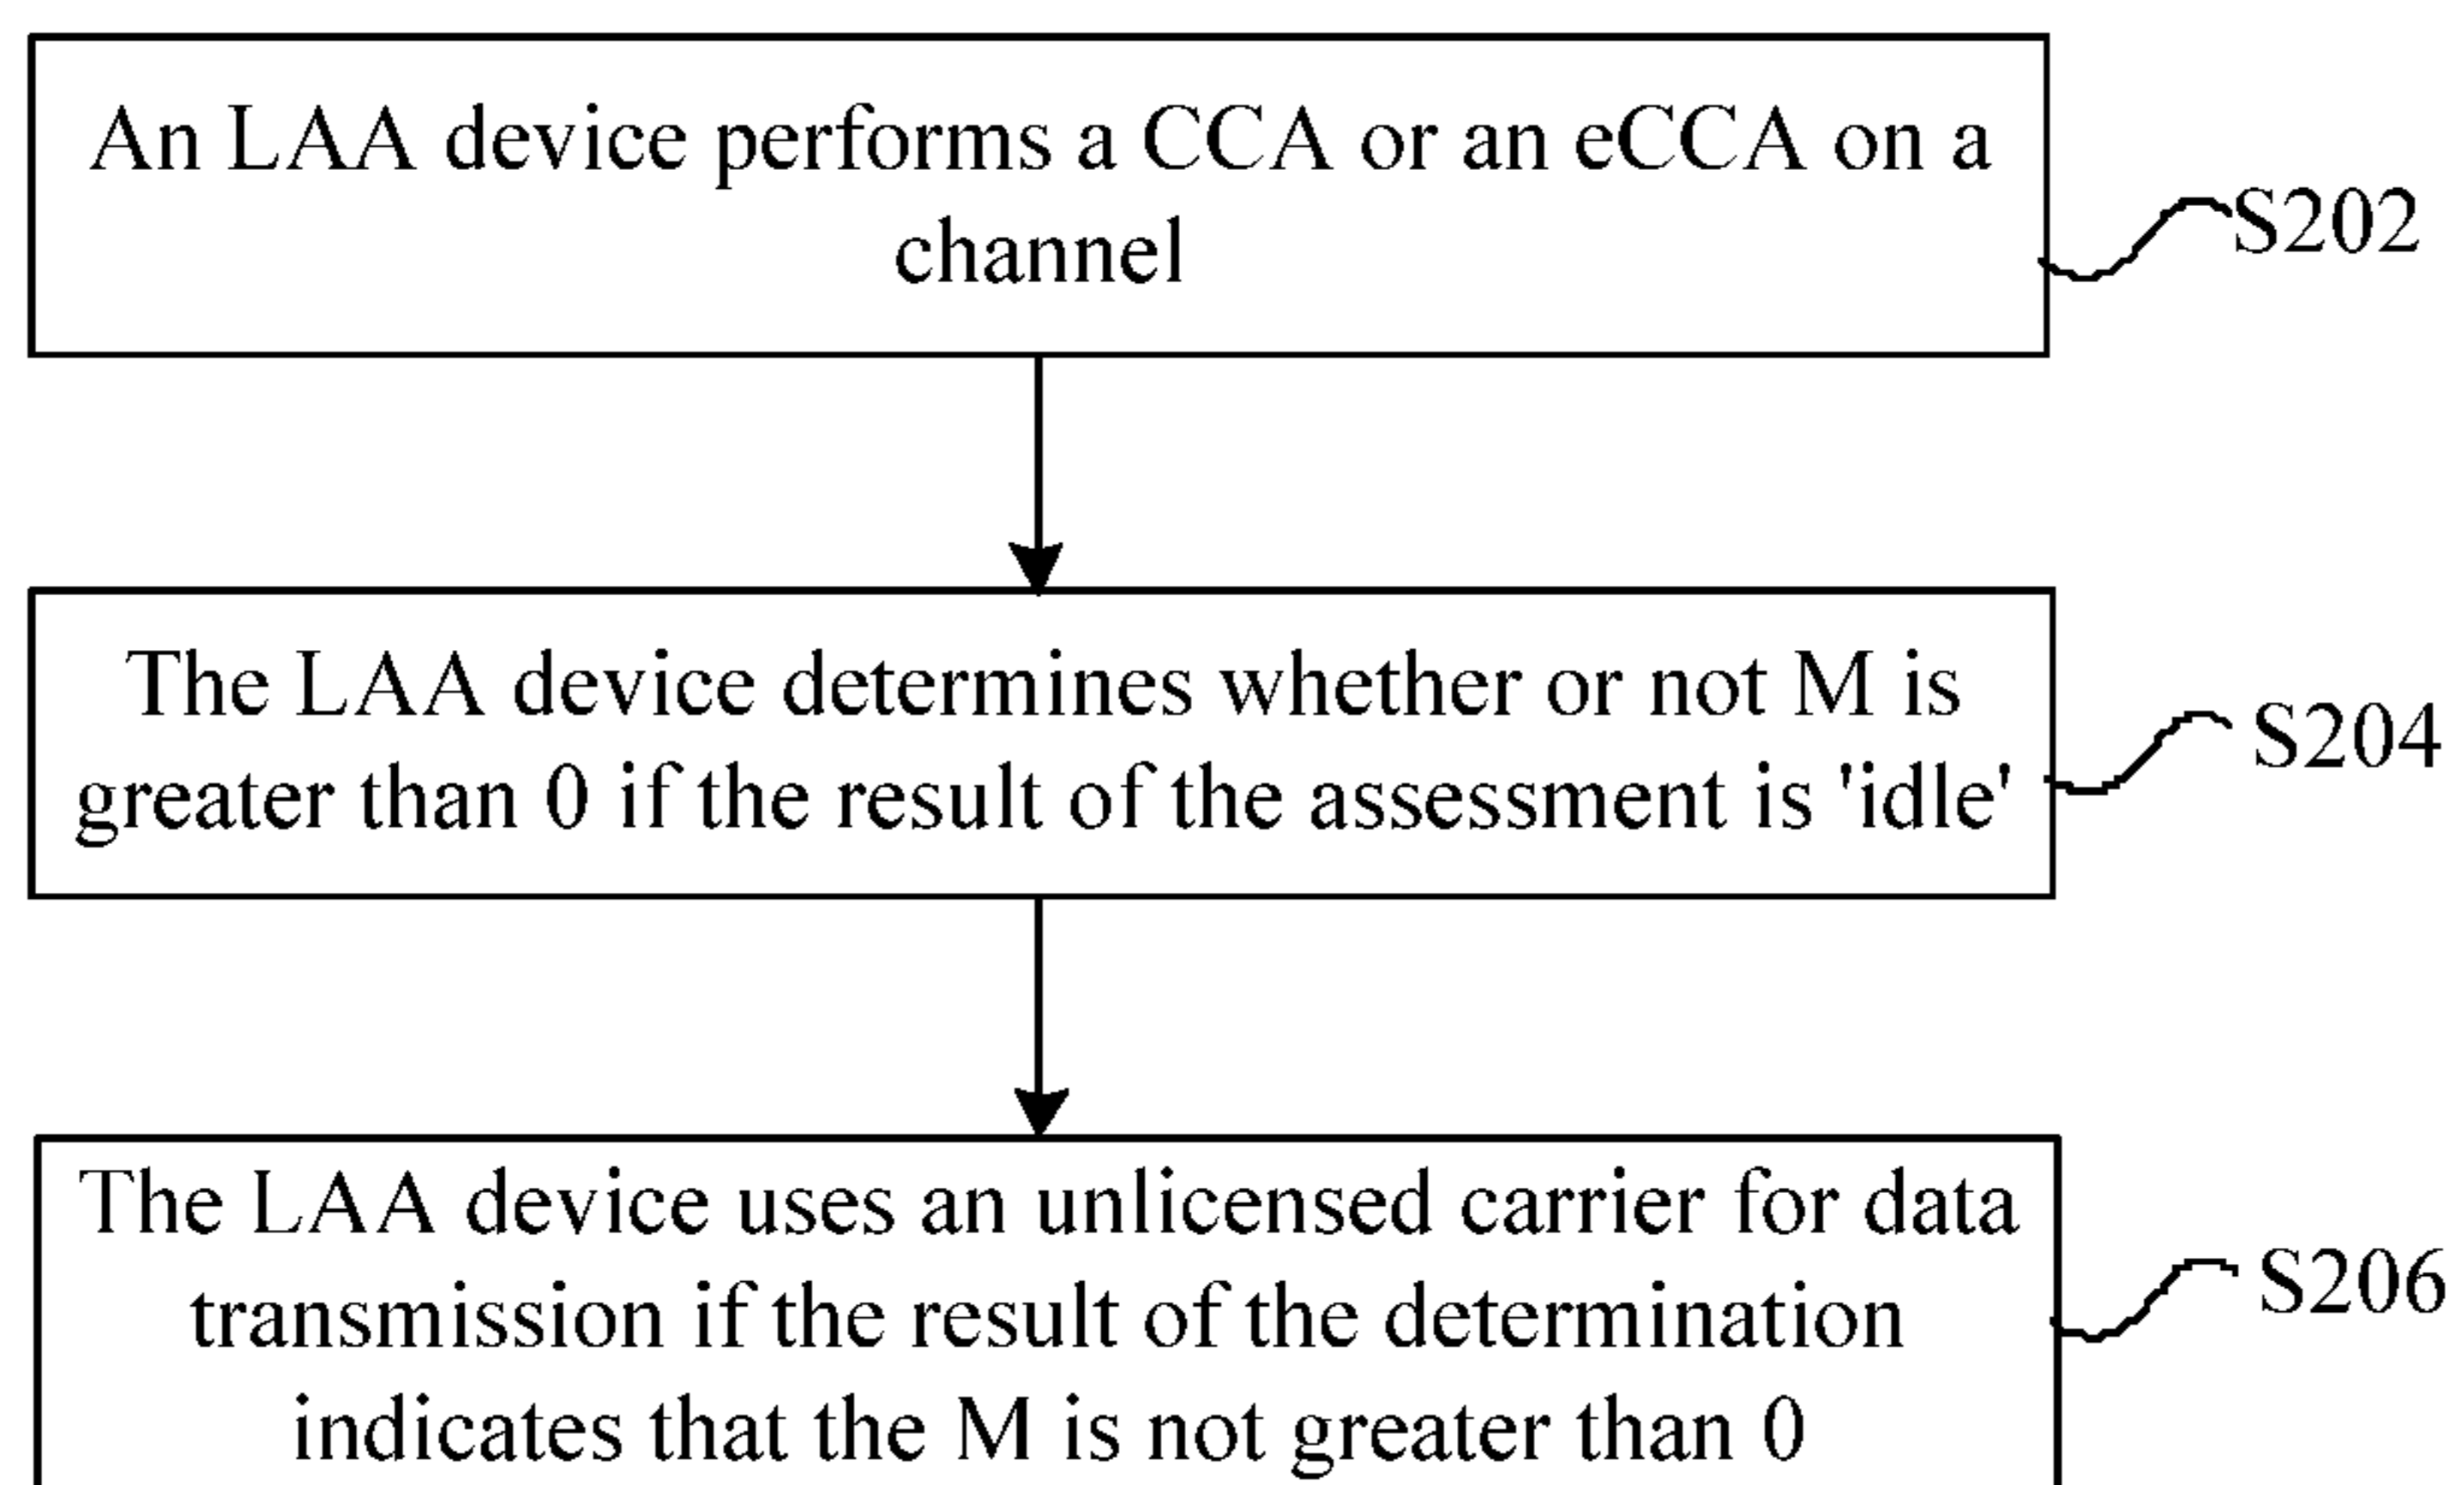 An LAA device performs a CCA or an eCCA on a
channel
S202
The LAA device determines whether or not M is
greater than 0 if the result of the assessment is 'idle'
S204
The LAA device uses an unlicensed carrier for data
transmission if the result of the determination
indicates that the M is not greater than 0
S206